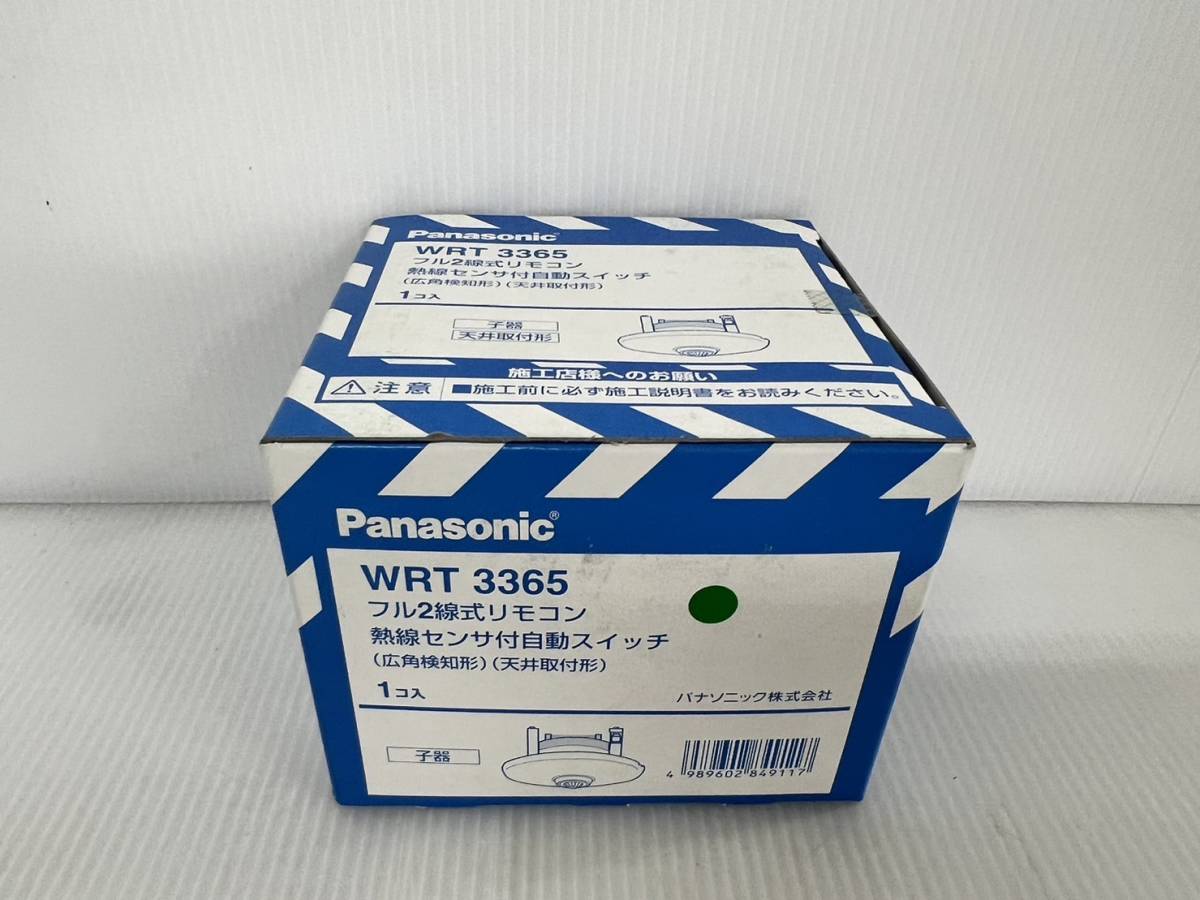 Panasonic
WRT 3365
フル2線式リモコン
熱線センサ付自動スイッチ
(広角検知形)(天井取付形)
1コ入
子器
天井取付形
施工店様へのお願い
注意 ■施工前に必ず施工説明書をお読みください。
Panasonic®
WRT 3365
フル2線式リモコン
熱線センサ付自動スイッチ
(広角検知形)(天井取付形)
1コ入
パナソニック株式会社
子器
4 989602 849117